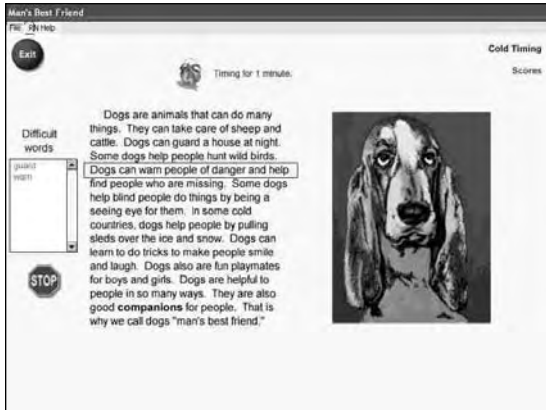 Man's Best Friend
File RN Help
Exit
Cold Timing
Timing for 1 minute.
Scores
Difficult
words
guard
warn
STOP
Dogs are animals that can do many
things. They can take care of sheep and
cattle. Dogs can guard a house at night.
Some dogs help people hunt wild birds.
Dogs can warn people of danger and help
find people who are missing. Some dogs
help blind people do things by being a
seeing eye for them. In some cold
countries, dogs help people by pulling
sleds over the ice and snow. Dogs can
learn to do tricks to make people smile
and laugh. Dogs also are fun playmates
for boys and girls. Dogs are helpful to
people in so many ways. They are also
good companions for people. That is
why we call dogs "man's best friend."